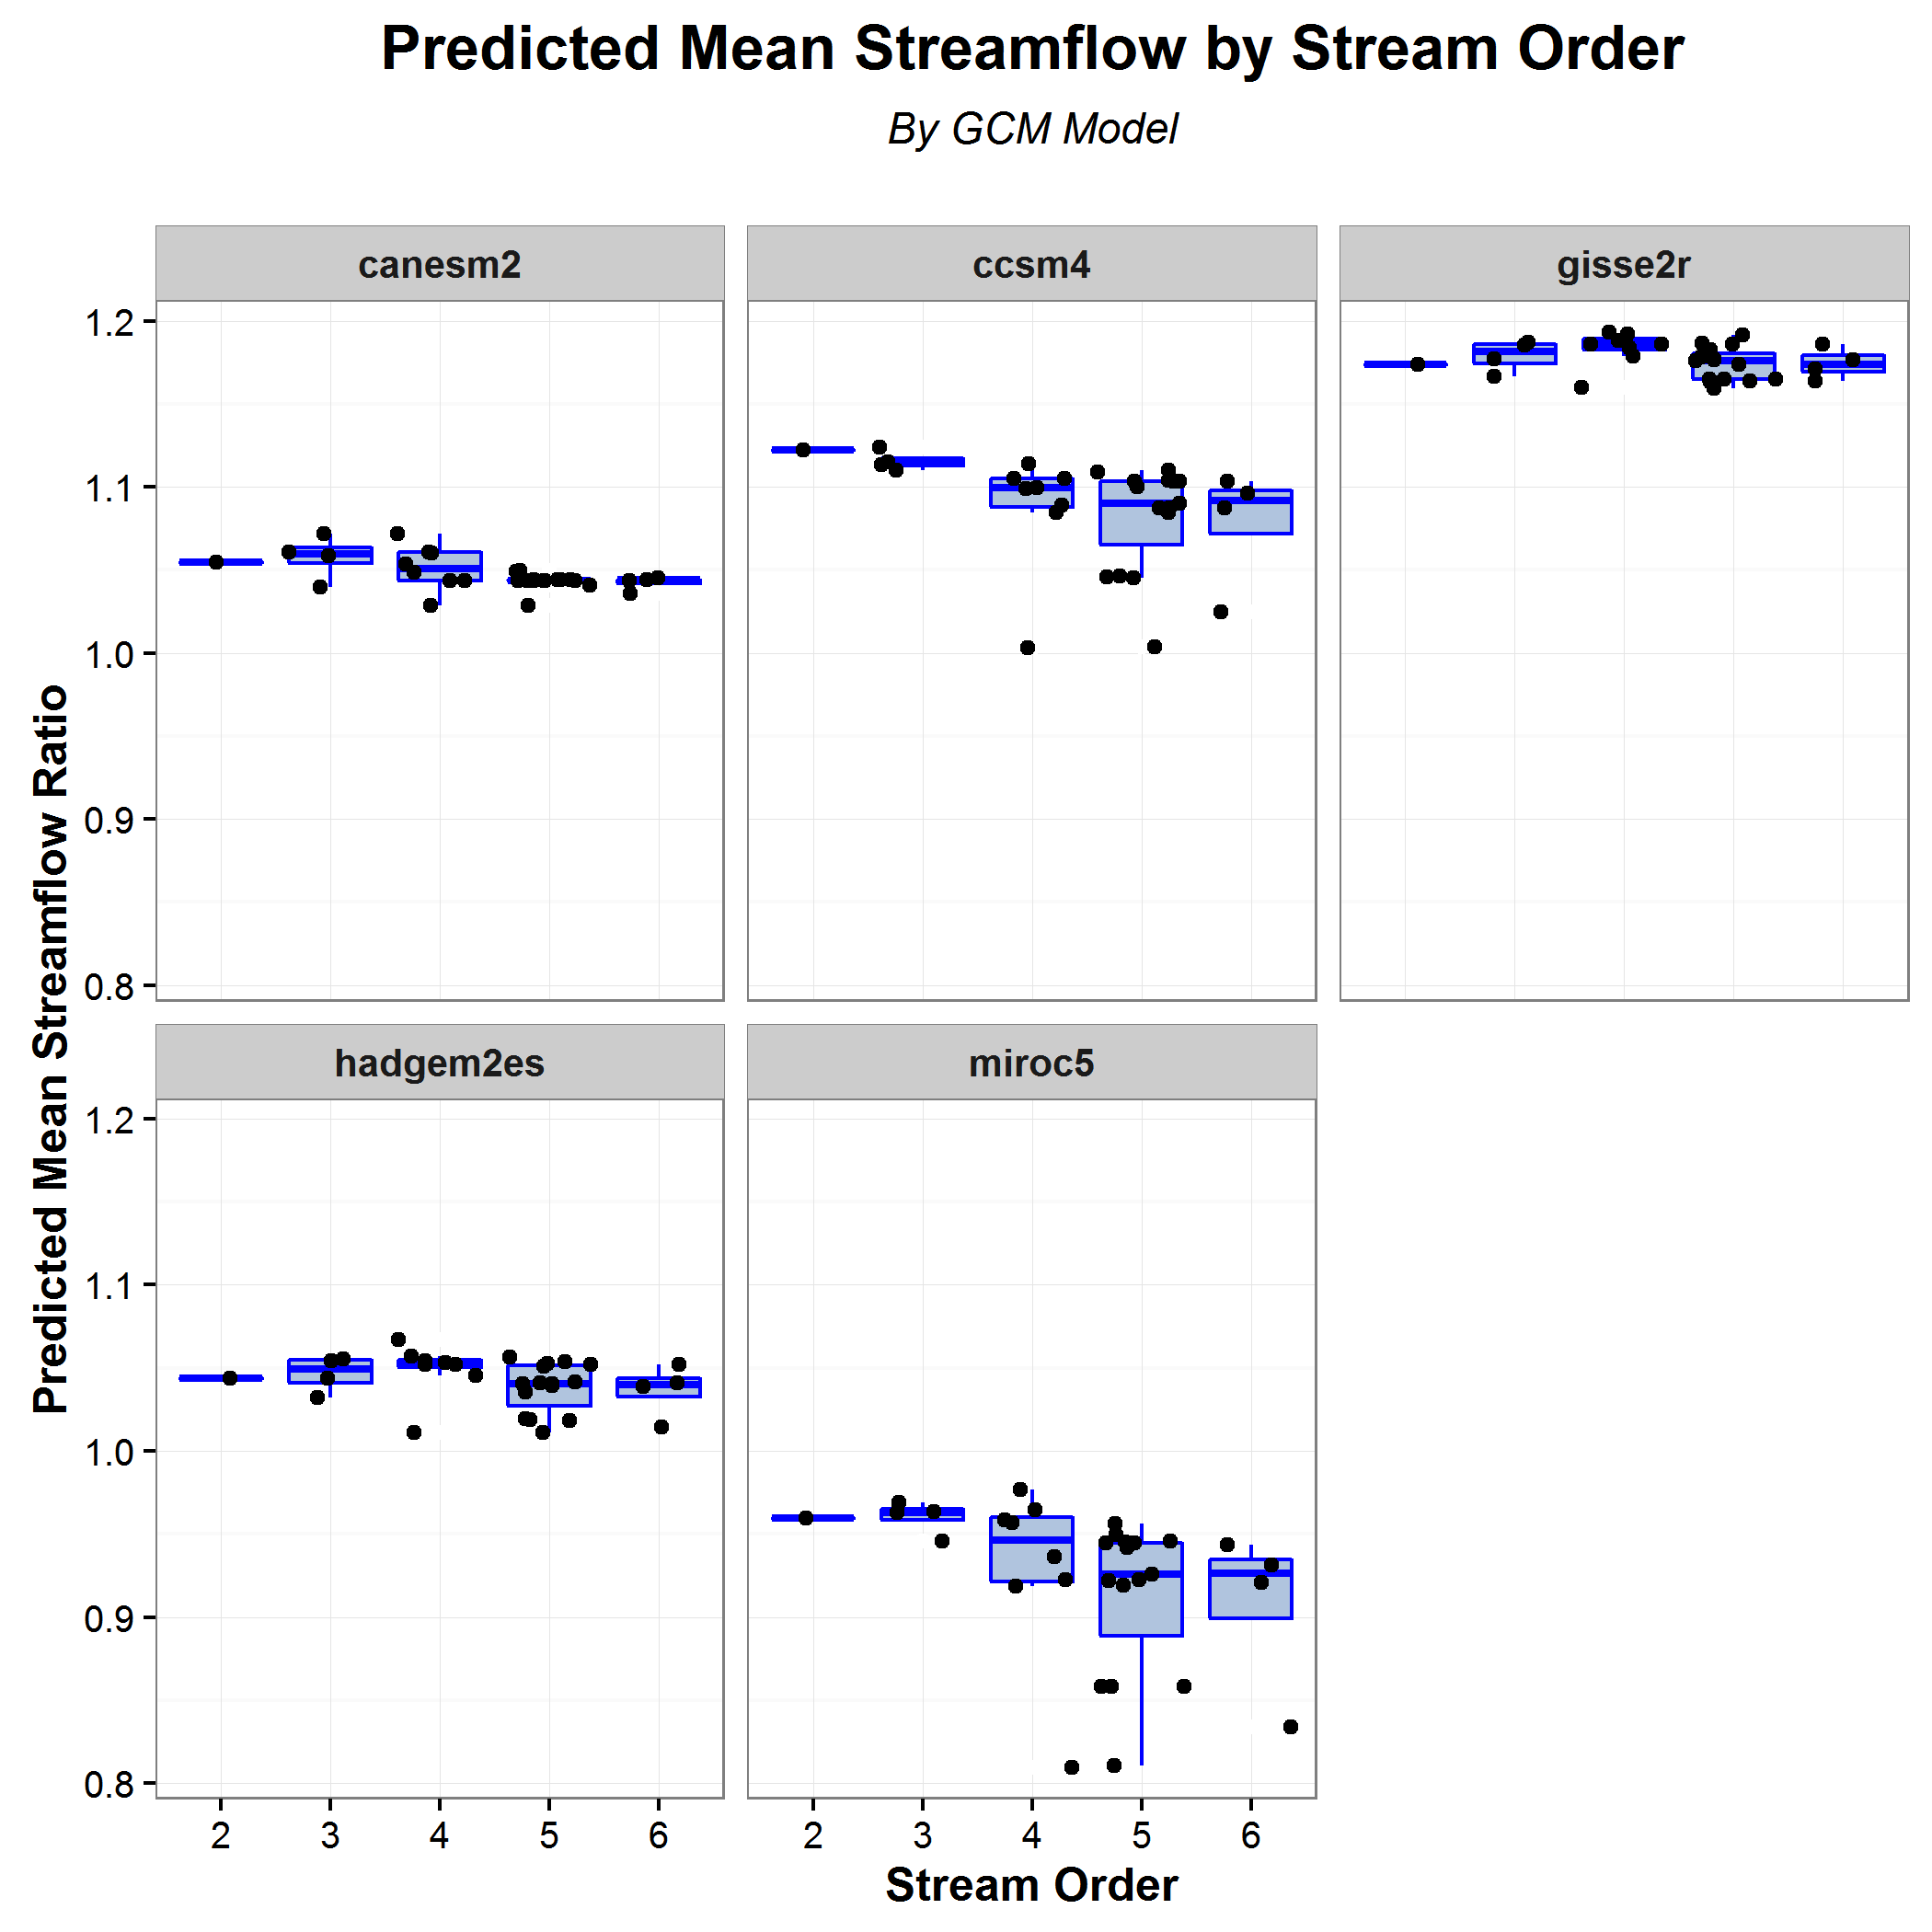 Predicted Mean Streamflow by Stream Order
By GCM Model
canesm2
ccsm4
gisse2r
1.2
1.1
1.0
0.9
0.8
Predicted Mean Streamflow Ratio
hadgem2es
miroc5
1.2
1.1
1.0
0.9
0.8
2 3 4 5 6
2 3 4 5 6
Stream Order